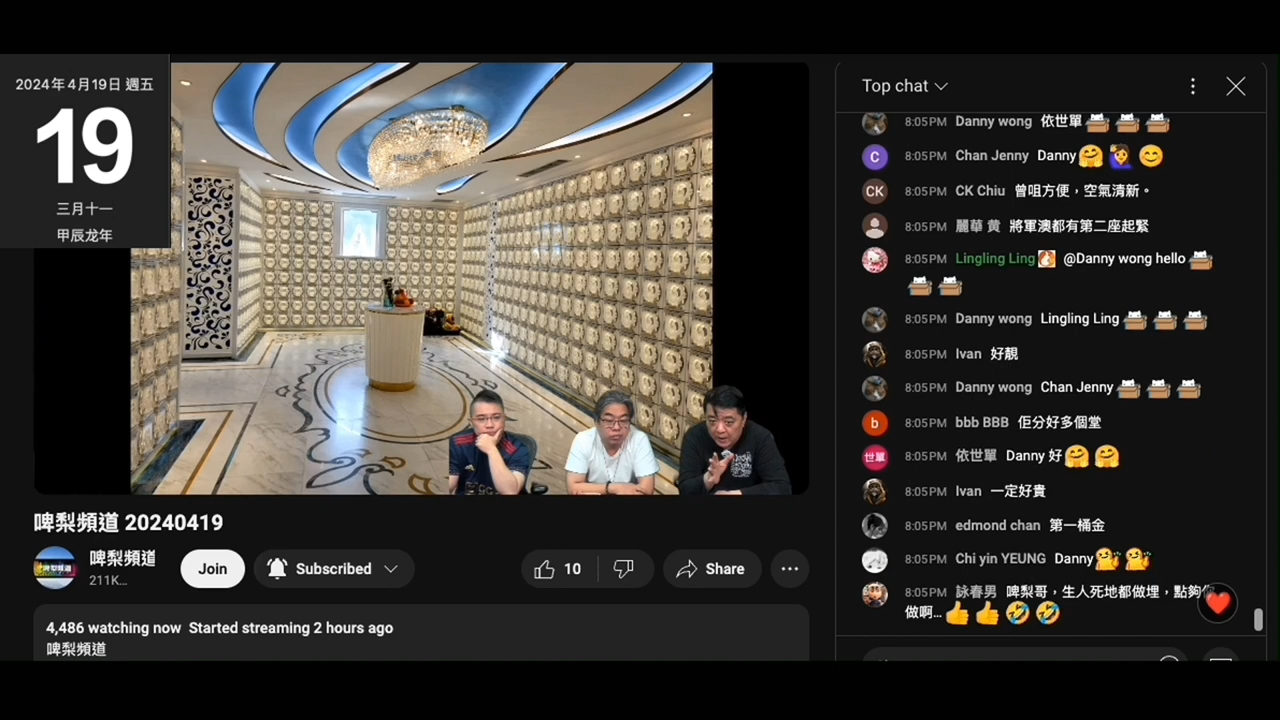 2024年4月19日 週五
19
三月十一
甲辰龙年
啤梨頻道 20240419
啤梨頻道
211K...
Join
Subscribed
10
Share
4,486 watching now Started streaming 2 hours ago
啤梨頻道
Top chat
8:05PM Danny wong 依世單
C
8:05PM Chan Jenny Danny
CK
8:05PM CK Chiu 曾咀方便，空氣清新。
8:05PM 麗華 黄 將軍澳都有第二座起緊
8:05PM Lingling Ling @Danny wong hello
8:05PM Danny wong Lingling Ling
8:05PM Ivan 好靚
8:05PM Danny wong Chan Jenny
b
8:05PM bbb BBB 佢分好多個堂
世單
8:05PM 依世單 Danny 好
8:05PM Ivan 一定好貴
8:05PM edmond chan 第一桶金
8:05PM Chi yin YEUNG Danny
8:05PM 詠春男 啤梨哥，生人死地都做埋，點夠
做啊...